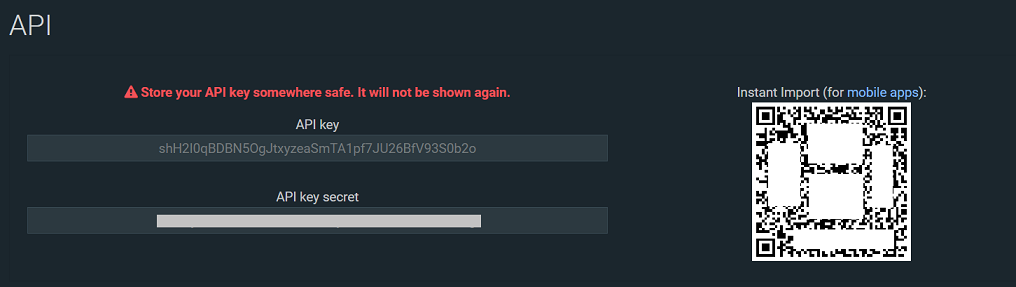 API
Store your API key somewhere safe. It will not be shown again.
API key
shH2I0qBDBN5OgJtxyzeaSmTA1pf7JU26BfV93S0b2o
API key secret
Instant Import (for mobile apps):